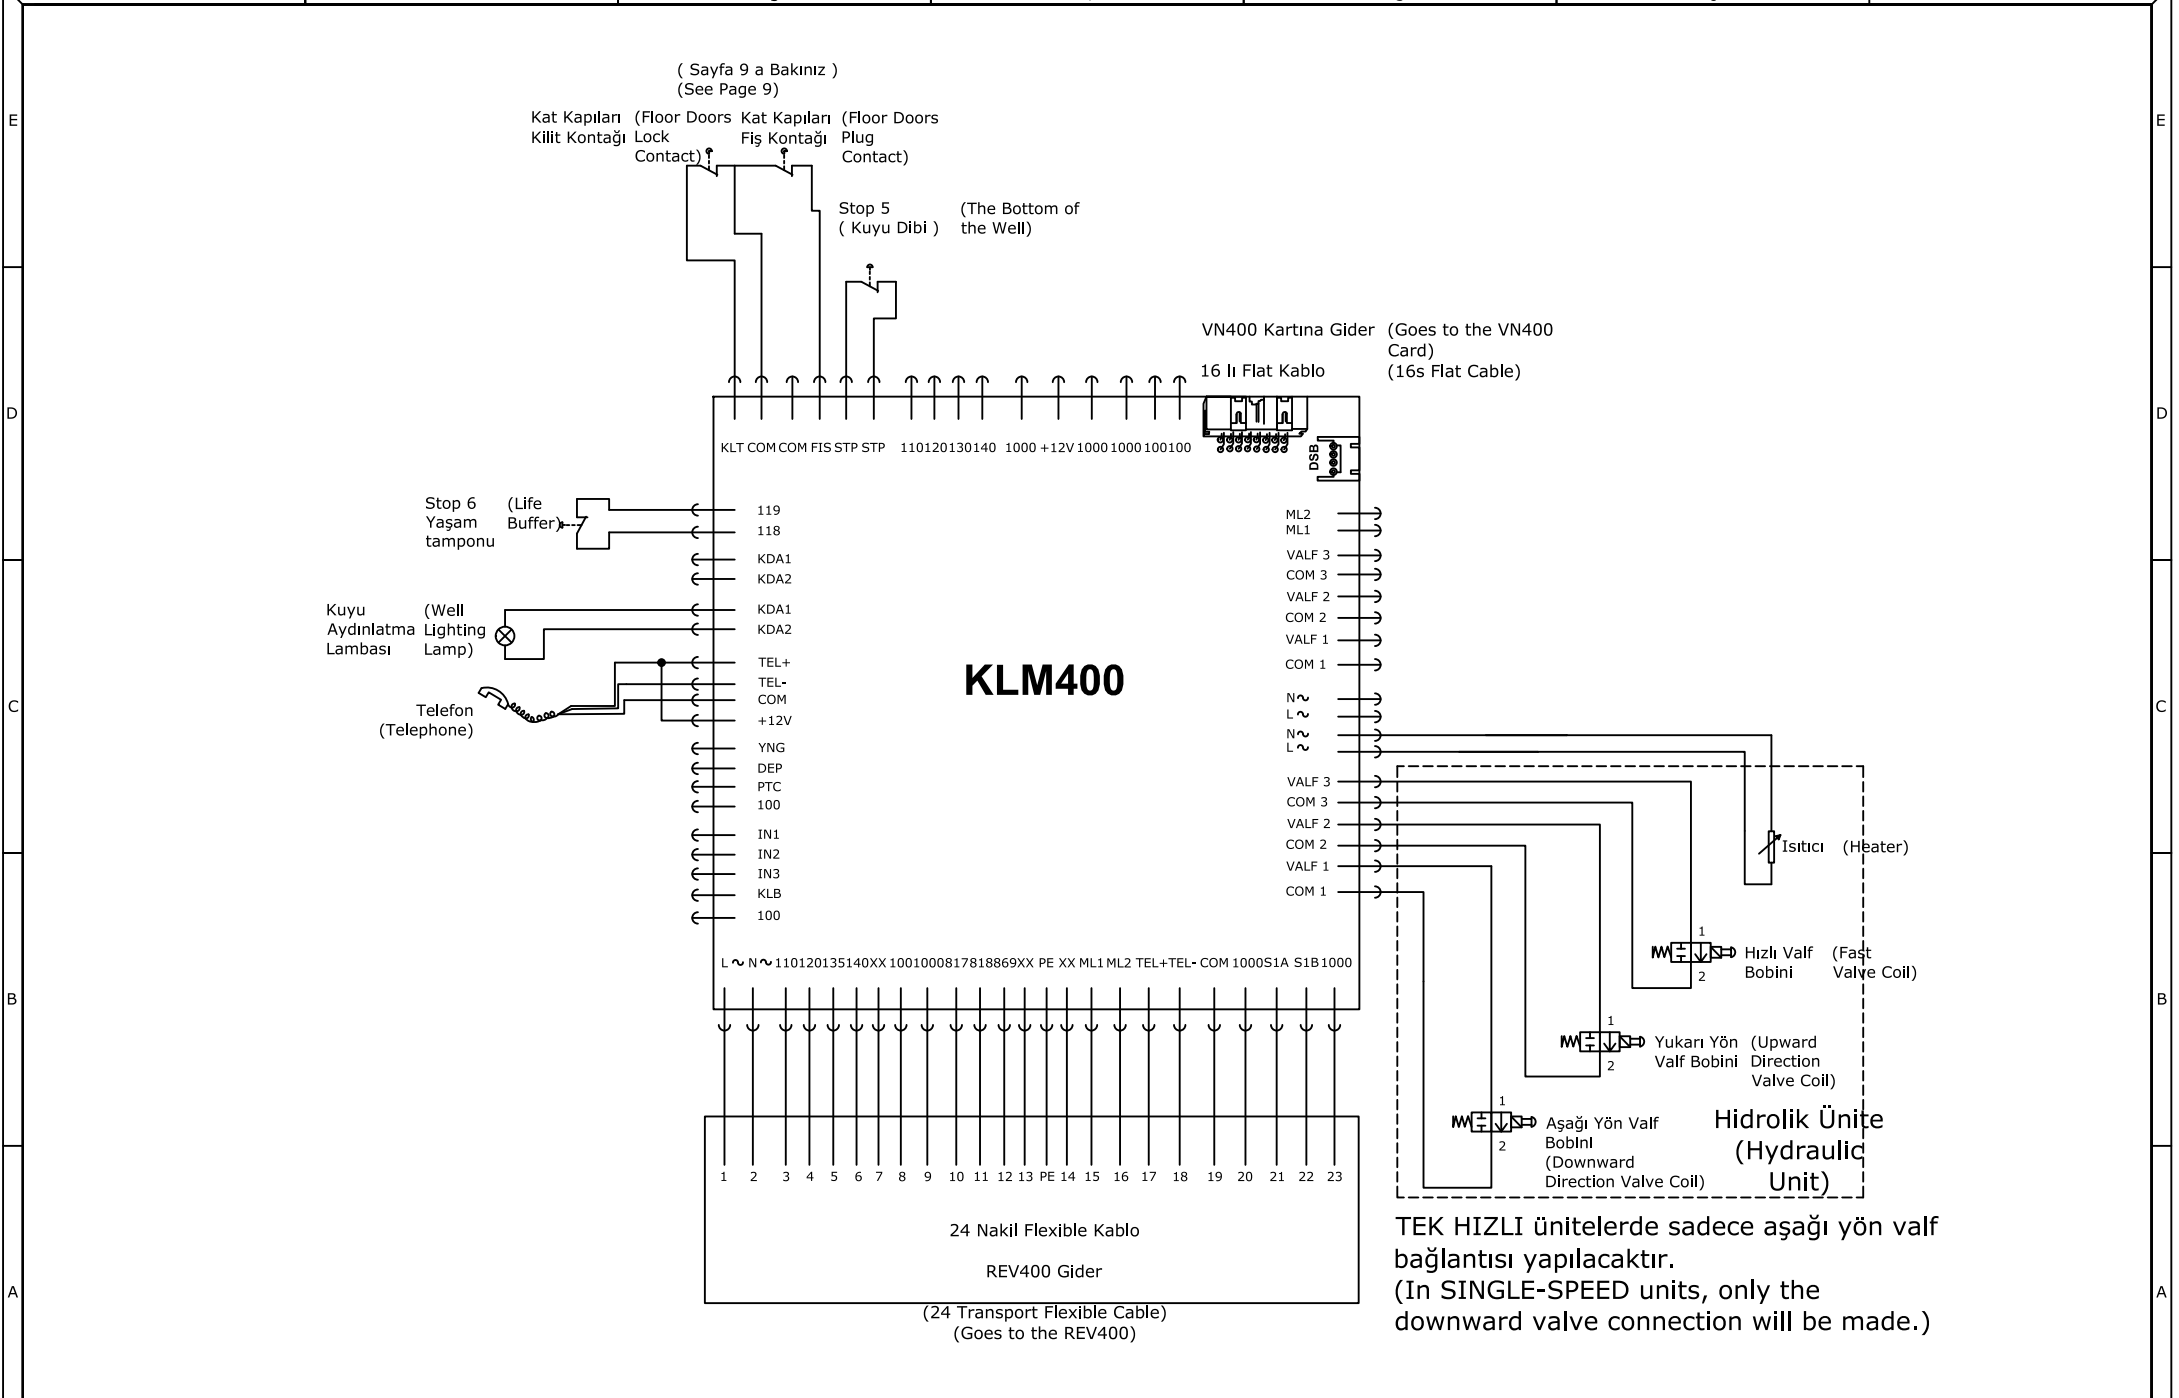 ( Sayfa 9 a Bakınız )
(See Page 9)
Kat Kapıları (Floor Doors Kat Kapıları (Floor Doors
Kilit Kontağı Lock Fiş Kontağı Plug
Contact) Contact)
E E
Stop 5 (The Bottom of
( Kuyu Dibi ) the Well)
VN400 Kartına Gider (Goes to the VN400
Card)
16 lı Flat Kablo (16s Flat Cable)
D D
KLT COM COM FIS STP STP 110 120 130 140 1000 +12V 1000 1000 100 100
DSB
Stop 6 (Life
Yaşam Buffer)
tamponu
119
118
KDA1
KDA2
KDA1
KDA2
Kuyu (Well
Aydınlatma Lighting
Lambası Lamp)
TEL+
TEL-
COM
+12V
Telefon
(Telephone)
YNG
DEP
PTC
100
IN1
IN2
IN3
KLB
100
KLM400
ML2
ML1
VALF 3
COM 3
VALF 2
COM 2
VALF 1
COM 1
N~
L~
N~
L~
VALF 3
COM 3
VALF 2
COM 2
VALF 1
COM 1
C C
Isıtıcı (Heater)
1
2
Hızlı Valf (Fast
Bobini Valve Coil)
1
2
Yukarı Yön (Upward
Valf Bobini Direction
Valve Coil)
1
2
Aşağı Yön Valf
Bobini
(Downward
Direction Valve Coil)
Hidrolik Ünite
(Hydraulic
Unit)
B B
L ~ N ~ 110 120 135 140 XX 100 1000 817 818 869 XX PE XX ML1 ML2 TEL+ TEL- COM 1000 S1A S1B 1000
1 2 3 4 5 6 7 8 9 10 11 12 13 PE 14 15 16 17 18 19 20 21 22 23
24 Nakil Flexible Kablo
REV400 Gider
(24 Transport Flexible Cable)
(Goes to the REV400)
TEK HIZLI ünitelerde sadece aşağı yön valf
bağlantısı yapılacaktır.
(In SINGLE-SPEED units, only the
downward valve connection will be made.)
A A